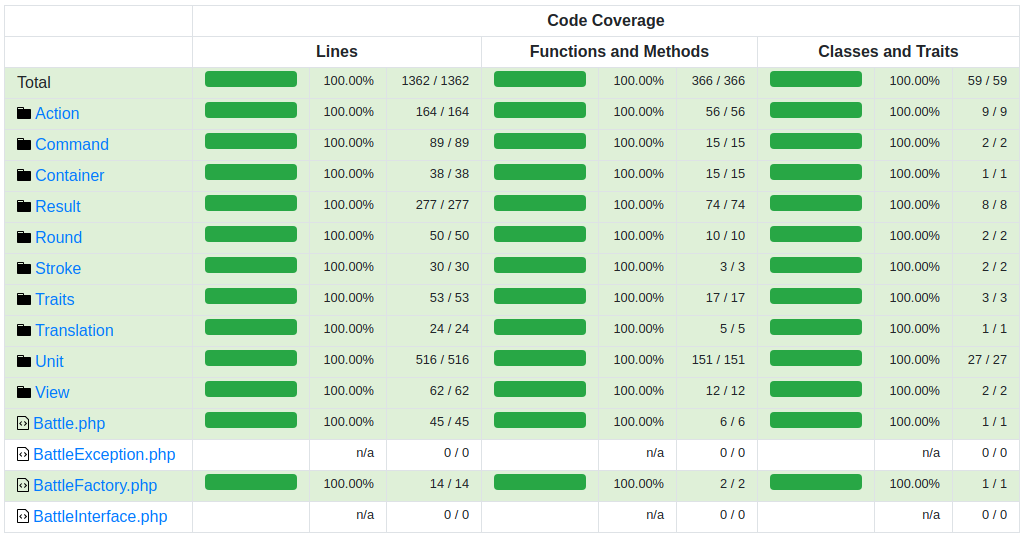 Code Coverage
Lines Functions and Methods Classes and Traits
Total 100.00% 1362 / 1362 100.00% 366 / 366 100.00% 59 / 59
Action 100.00% 164 / 164 100.00% 56 / 56 100.00% 9 / 9
Command 100.00% 89 / 89 100.00% 15 / 15 100.00% 2 / 2
Container 100.00% 38 / 38 100.00% 15 / 15 100.00% 1 / 1
Result 100.00% 277 / 277 100.00% 74 / 74 100.00% 8 / 8
Round 100.00% 50 / 50 100.00% 10 / 10 100.00% 2 / 2
Stroke 100.00% 30 / 30 100.00% 3 / 3 100.00% 2 / 2
Traits 100.00% 53 / 53 100.00% 17 / 17 100.00% 3 / 3
Translation 100.00% 24 / 24 100.00% 5 / 5 100.00% 1 / 1
Unit 100.00% 516 / 516 100.00% 151 / 151 100.00% 27 / 27
View 100.00% 62 / 62 100.00% 12 / 12 100.00% 2 / 2
Battle.php 100.00% 45 / 45 100.00% 6 / 6 100.00% 1 / 1
BattleException.php n/a 0 / 0 n/a 0 / 0 n/a 0 / 0
BattleFactory.php 100.00% 14 / 14 100.00% 2 / 2 100.00% 1 / 1
BattleInterface.php n/a 0 / 0 n/a 0 / 0 n/a 0 / 0